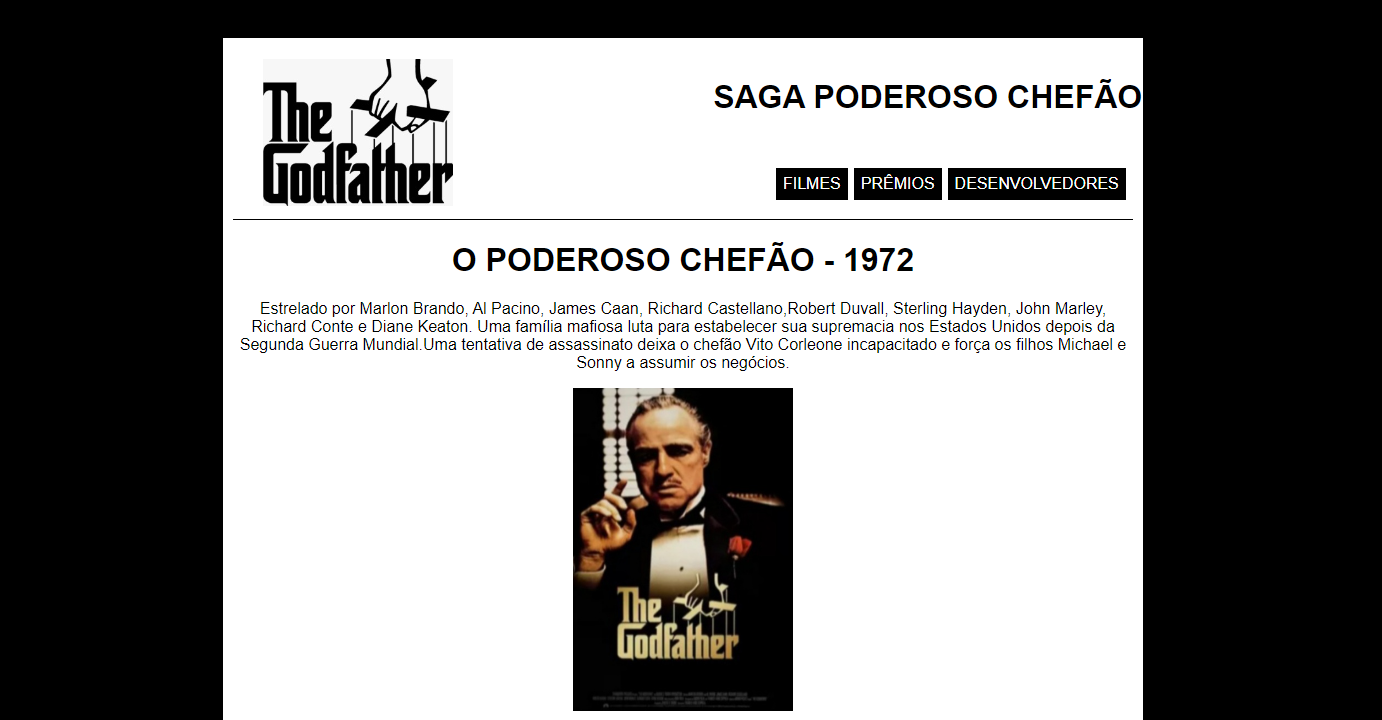 The
Godfather
SAGA PODEROSO CHEFÃO
FILMES PRÊMIOS DESENVOLVEDORES
O PODEROSO CHEFÃO - 1972
Estrelado por Marlon Brando, Al Pacino, James Caan, Richard Castellano,Robert Duvall, Sterling Hayden, John Marley,
Richard Conte e Diane Keaton. Uma família mafiosa luta para estabelecer sua supremacia nos Estados Unidos depois da
Segunda Guerra Mundial.Uma tentativa de assassinato deixa o chefão Vito Corleone incapacitado e força os filhos Michael e
Sonny a assumir os negócios.
The
Godfather